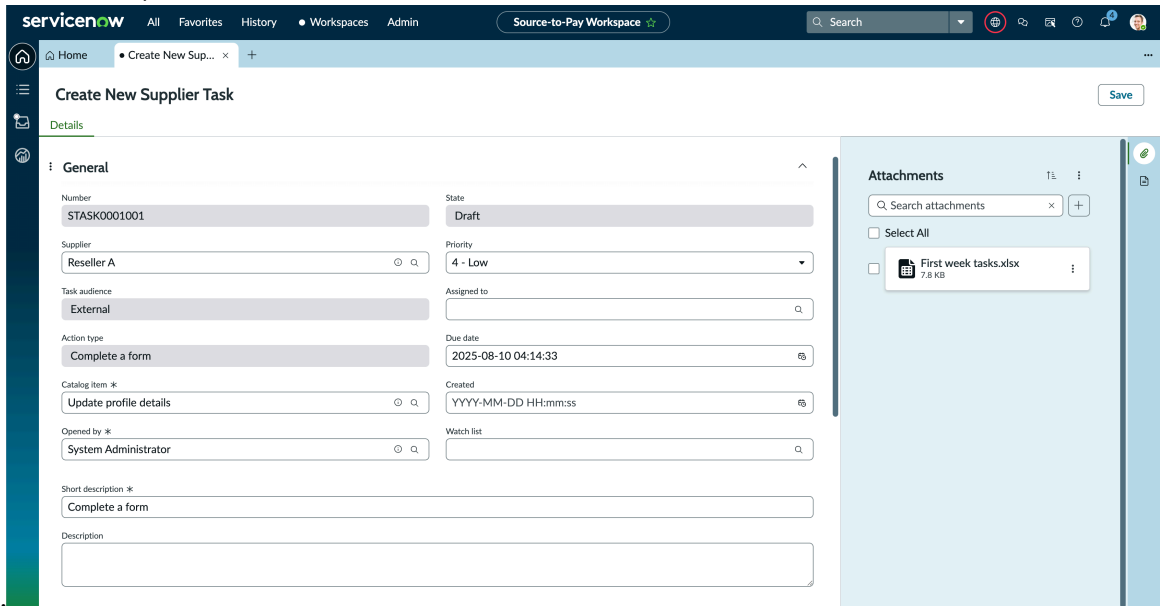 servicenow All Favorites History • Workspaces Admin Source-to-Pay Workspace Search 4
Home • Create New Sup... × +
Create New Supplier Task Save
Details
General
Number
STASK0001001
State
Draft
Supplier
Reseller A
Priority
4 - Low
Task audience
External
Assigned to
Action type
Complete a form
Due date
2025-08-10 04:14:33
Catalog item *
Update profile details
Created
YYYY-MM-DD HH:mm:ss
Opened by *
System Administrator
Watch list
Short description *
Complete a form
Description
Attachments
Search attachments × +
Select All
First week tasks.xlsx
7.8 KB